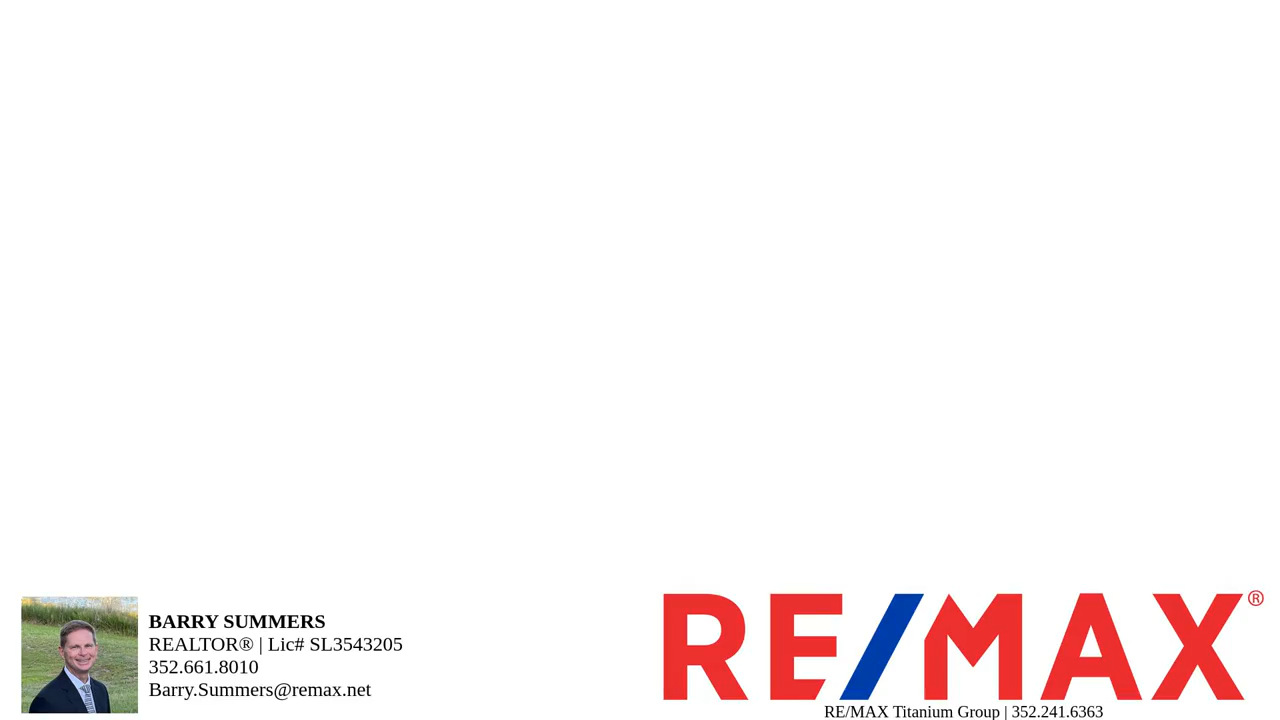 BARRY SUMMERS
REALTOR® | Lic# SL3543205
352.661.8010
Barry.Summers@remax.net
RE/MAX®
RE/MAX Titanium Group | 352.241.6363